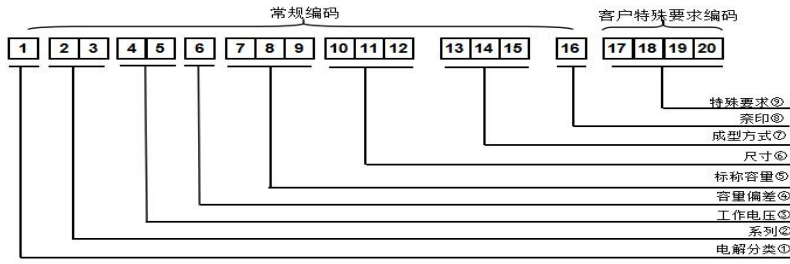 常规编码
客户特殊要求编码
1 2 3 4 5 6 7 8 9 10 11 12 13 14 15 16 17 18 19 20
特殊要求⑨
奈印⑧
成型方式⑦
尺寸⑥
标称容量⑤
容量偏差④
工作电压③
系列②
电解分类①